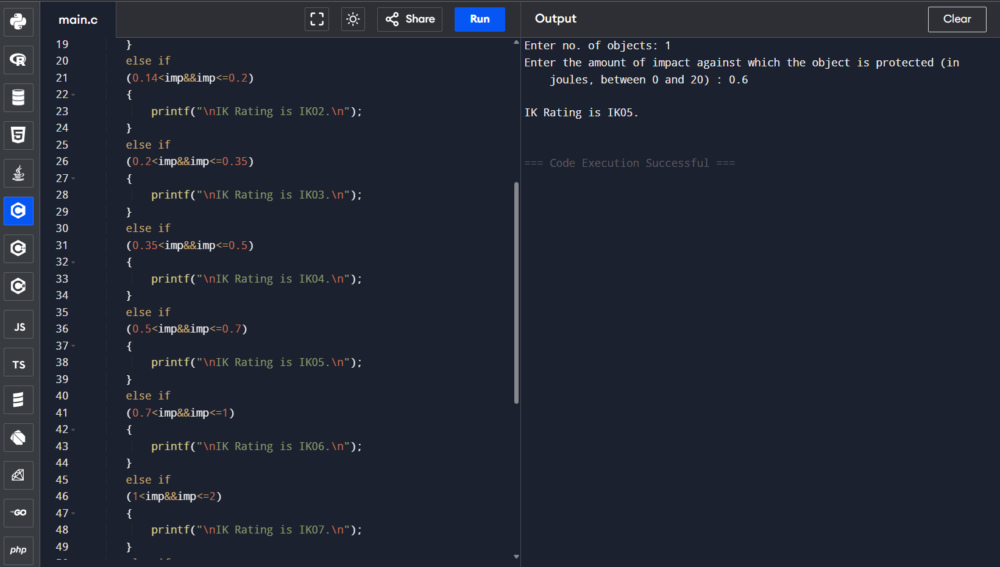 main.c
Share
Run
Output
Clear
19 }
20 else if
21 (0.14<imp&&imp<=0.2)
22 {
23 printf("\nIK Rating is IK02.\n");
24 }
25 else if
26 (0.2<imp&&imp<=0.35)
27 {
28 printf("\nIK Rating is IK03.\n");
29 }
30 else if
31 (0.35<imp&&imp<=0.5)
32 {
33 printf("\nIK Rating is IK04.\n");
34 }
35 else if
36 (0.5<imp&&imp<=0.7)
37 {
38 printf("\nIK Rating is IK05.\n");
39 }
40 else if
41 (0.7<imp&&imp<=1)
42 {
43 printf("\nIK Rating is IK06.\n");
44 }
45 else if
46 (1<imp&&imp<=2)
47 {
48 printf("\nIK Rating is IK07.\n");
49 }
Enter no. of objects: 1
Enter the amount of impact against which the object is protected (in
joules, between 0 and 20) : 0.6
IK Rating is IK05.
=== Code Execution Successful ===
R
5
C
C++
C#
JS
TS
GO
php